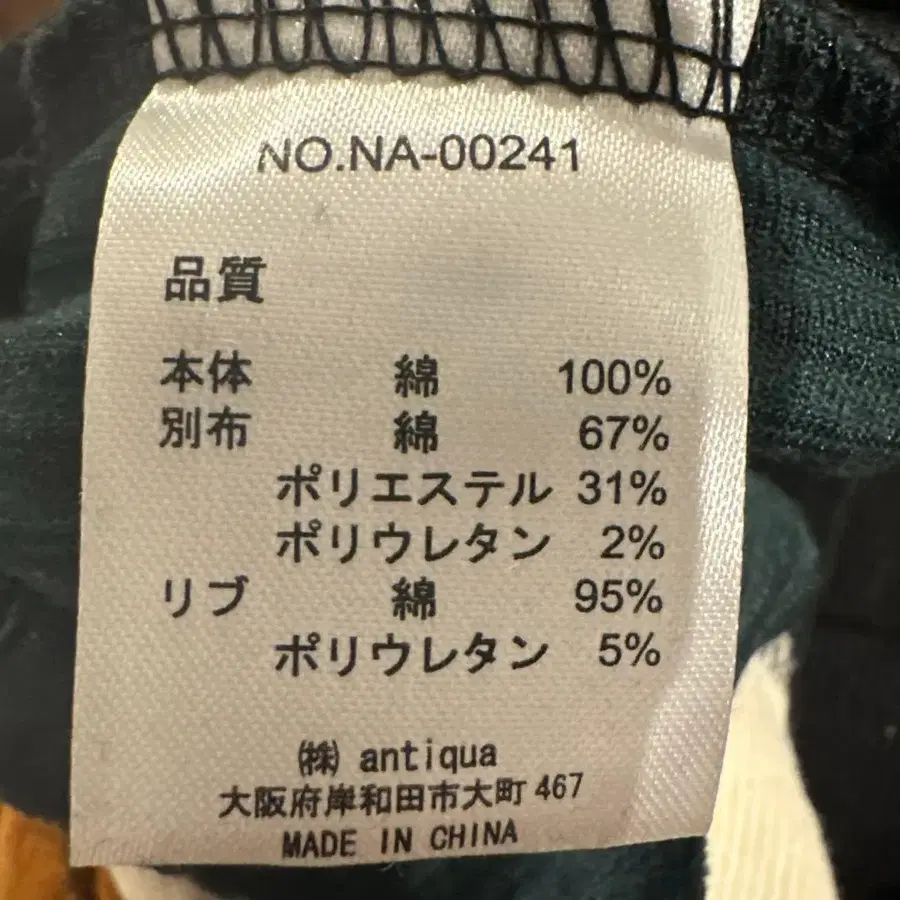 NO.NA-00241
品質
本体 綿 100%
別布 綿 67%
ポリエステル 31%
ポリウレタン 2%
リブ 綿 95%
ポリウレタン 5%
㈱ antiqua
大阪府岸和田市大町 467
MADE IN CHINA